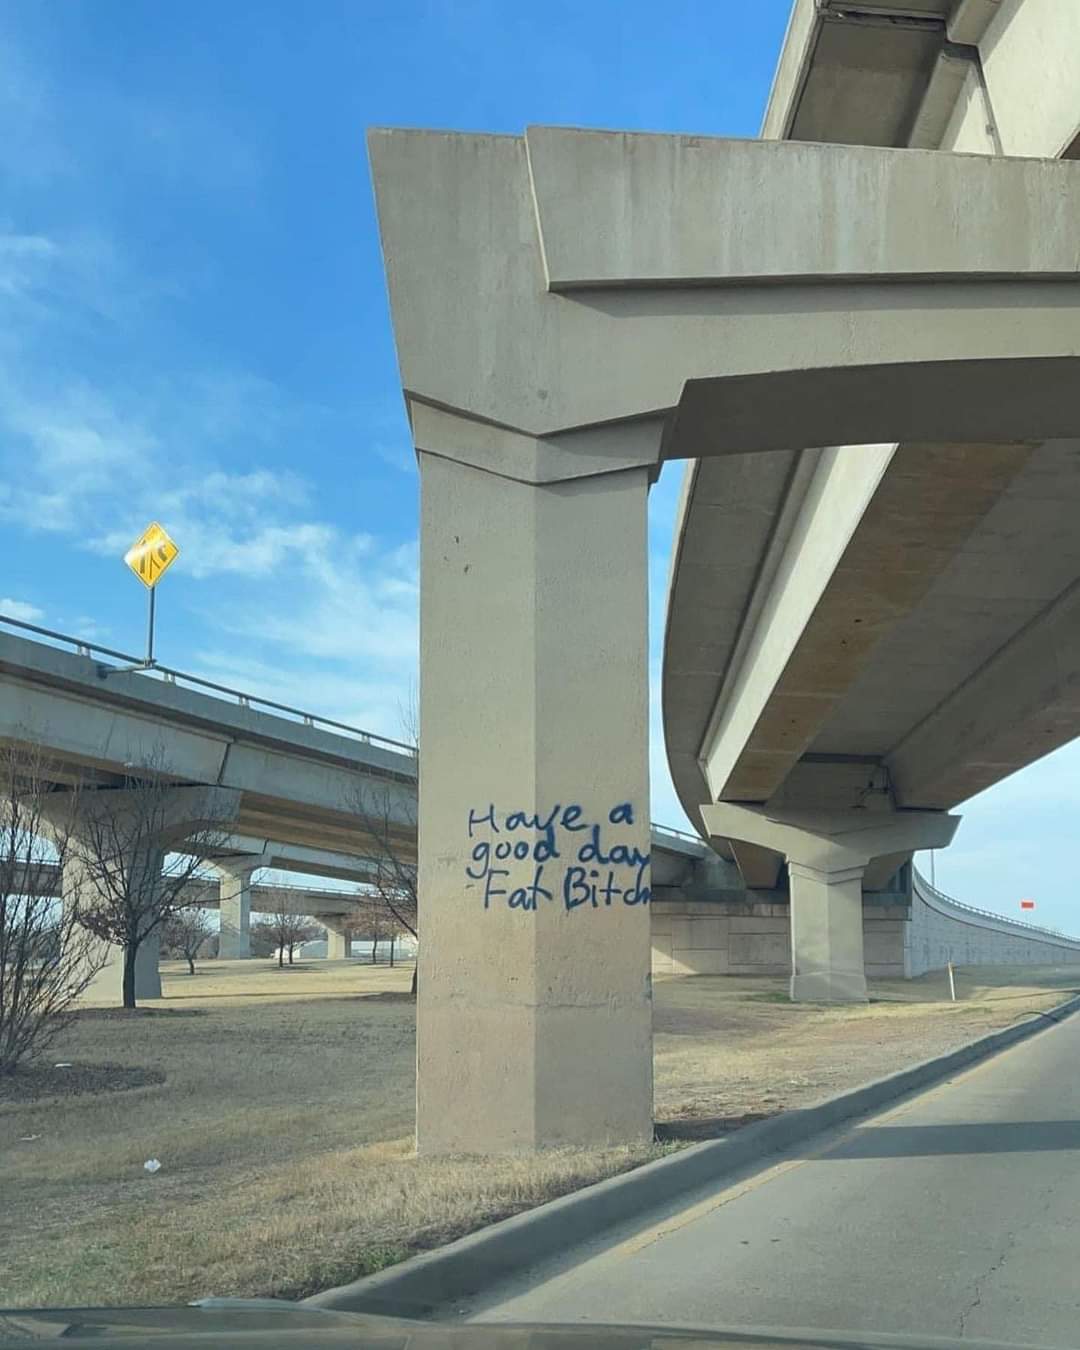 Have a
good day
Fat Bitch